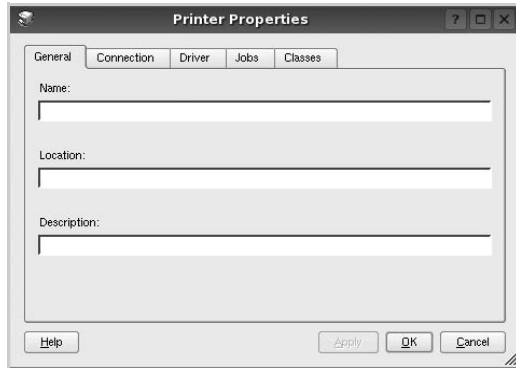 Printer Properties
?
General Connection Driver Jobs Classes
Name:
Location:
Description:
Help Apply OK Cancel